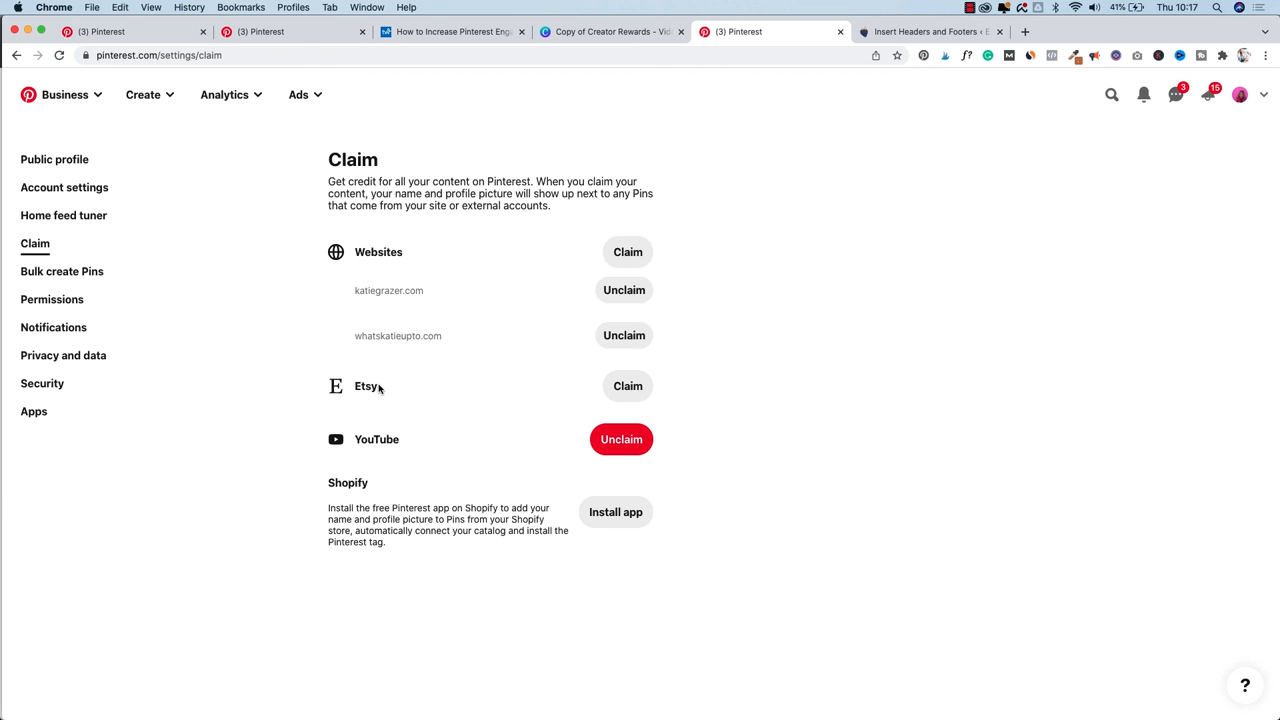 Chrome File Edit View History Bookmarks Profiles Tab Window Help 41% Thu 10:17
(3) Pinterest (3) Pinterest How to Increase Pinterest Eng Copy of Creator Rewards - Vid (3) Pinterest Insert Headers and Footers ‹ E
pinterest.com/settings/claim
Business Create Analytics Ads 3 15
Public profile
Account settings
Home feed tuner
Claim
Bulk create Pins
Permissions
Notifications
Privacy and data
Security
Apps
Claim
Get credit for all your content on Pinterest. When you claim your
content, your name and profile picture will show up next to any Pins
that come from your site or external accounts.
Websites Claim
katiegrazer.com Unclaim
whatskatieupto.com Unclaim
E Etsy Claim
YouTube Unclaim
Shopify
Install the free Pinterest app on Shopify to add your
name and profile picture to Pins from your Shopify
store, automatically connect your catalog and install the
Pinterest tag.
Install app
?